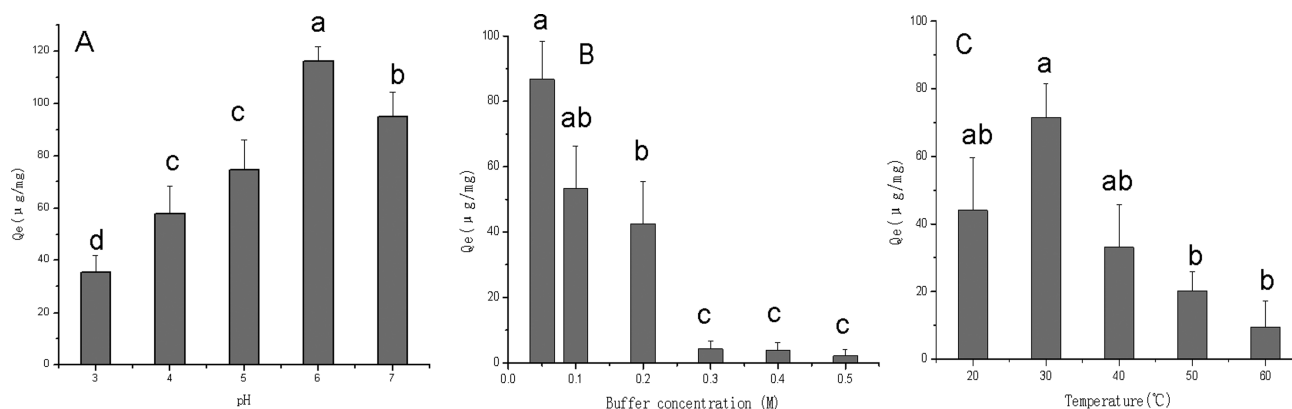 A
Qe(μg/mg)
120
100
80
60
40
20
0
d
c
c
a
b
3 4 5 6 7
pH
B
Qe(μg/mg)
100
80
60
40
20
0
a
ab
b
c
c
c
0.0 0.1 0.2 0.3 0.4 0.5
Buffer concentration (M)
C
Qe(μg/mg)
100
80
60
40
20
0
ab
a
ab
b
b
20 30 40 50 60
Temperature(℃)